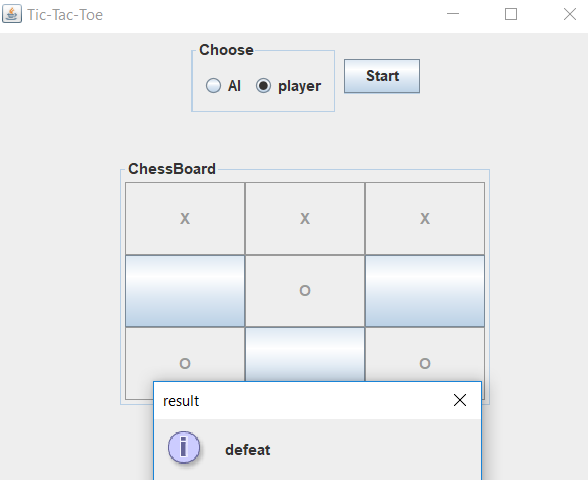 Tic-Tac-Toe
Choose
AI player
Start
ChessBoard
X X X
O
O O
result
defeat